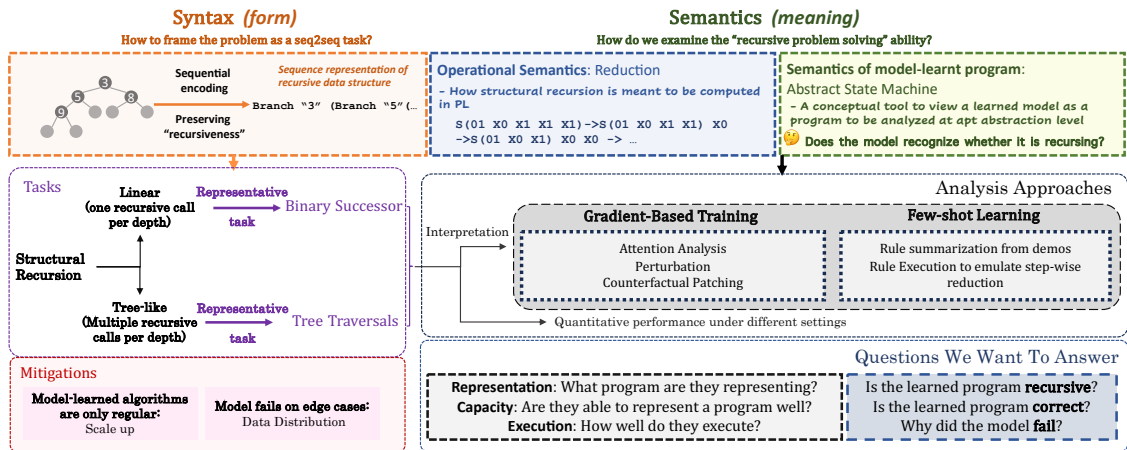 Syntax (form)
How to frame the problem as a seq2seq task?
Semantics (meaning)
How do we examine the “recursive problem solving” ability?
3
5
8
9
Sequential
encoding
Preserving
“recursiveness”
Sequence representation of
recursive data structure
Branch “3” (Branch “5”(…
Operational Semantics: Reduction
- How structural recursion is meant to be computed
in PL
S(01 X0 X1 X1 X1)->S(01 X0 X1 X1) X0
->S(01 X0 X1) X0 X0 -> …
Semantics of model-learnt program:
Abstract State Machine
- A conceptual tool to view a learned model as a
program to be analyzed at apt abstraction level
Does the model recognize whether it is recursing?
Tasks
Linear
(one recursive call
per depth)
Representative
task
Binary Successor
Structural
Recursion
Tree-like
(Multiple recursive
calls per depth)
Representative
task
Tree Traversals
Interpretation
Analysis Approaches
Gradient-Based Training
Attention Analysis
Perturbation
Counterfactual Patching
Few-shot Learning
Rule summarization from demos
Rule Execution to emulate step-wise
reduction
Quantitative performance under different settings
Mitigations
Model-learned algorithms
are only regular:
Scale up
Model fails on edge cases:
Data Distribution
Questions We Want To Answer
Representation: What program are they representing?
Capacity: Are they able to represent a program well?
Execution: How well do they execute?
Is the learned program recursive?
Is the learned program correct?
Why did the model fail?